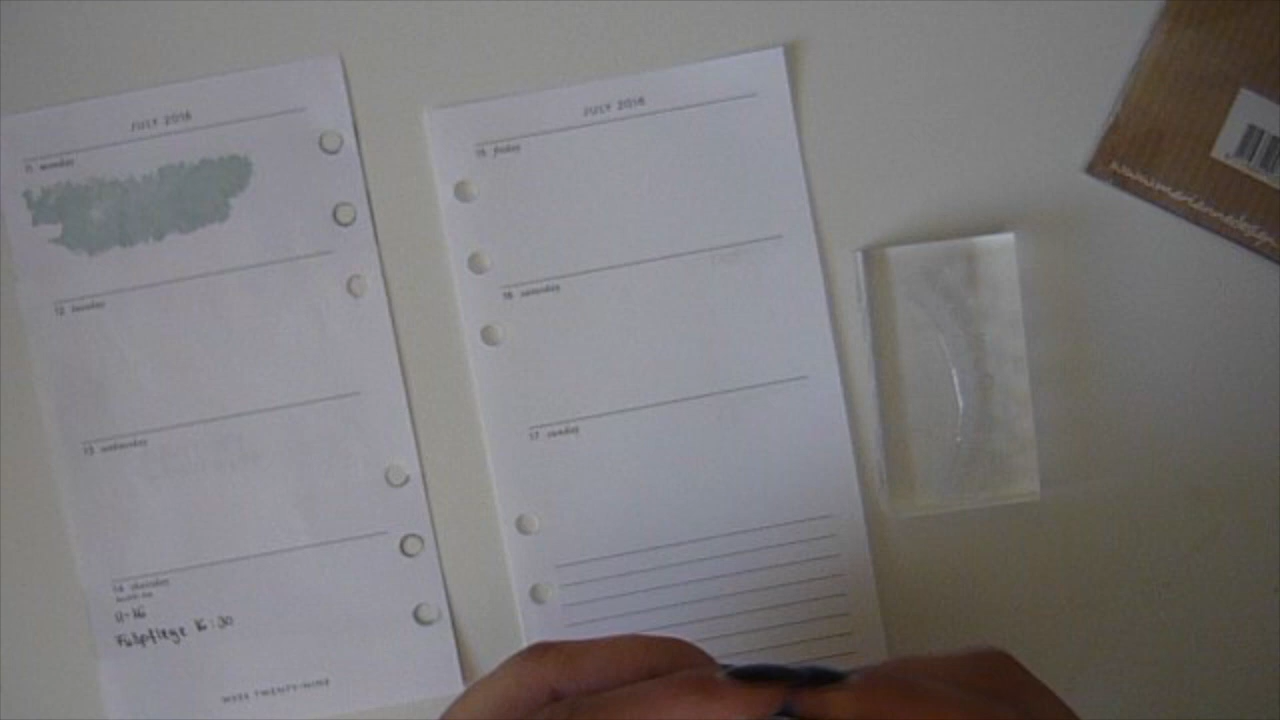 JULY 2016
11 monday
12 tuesday
13 wednesday
14 thursday
11-16
Fußpflege 16:30
WEEK TWENTY-NINE
JULY 2016
15 friday
16 saturday
17 sunday